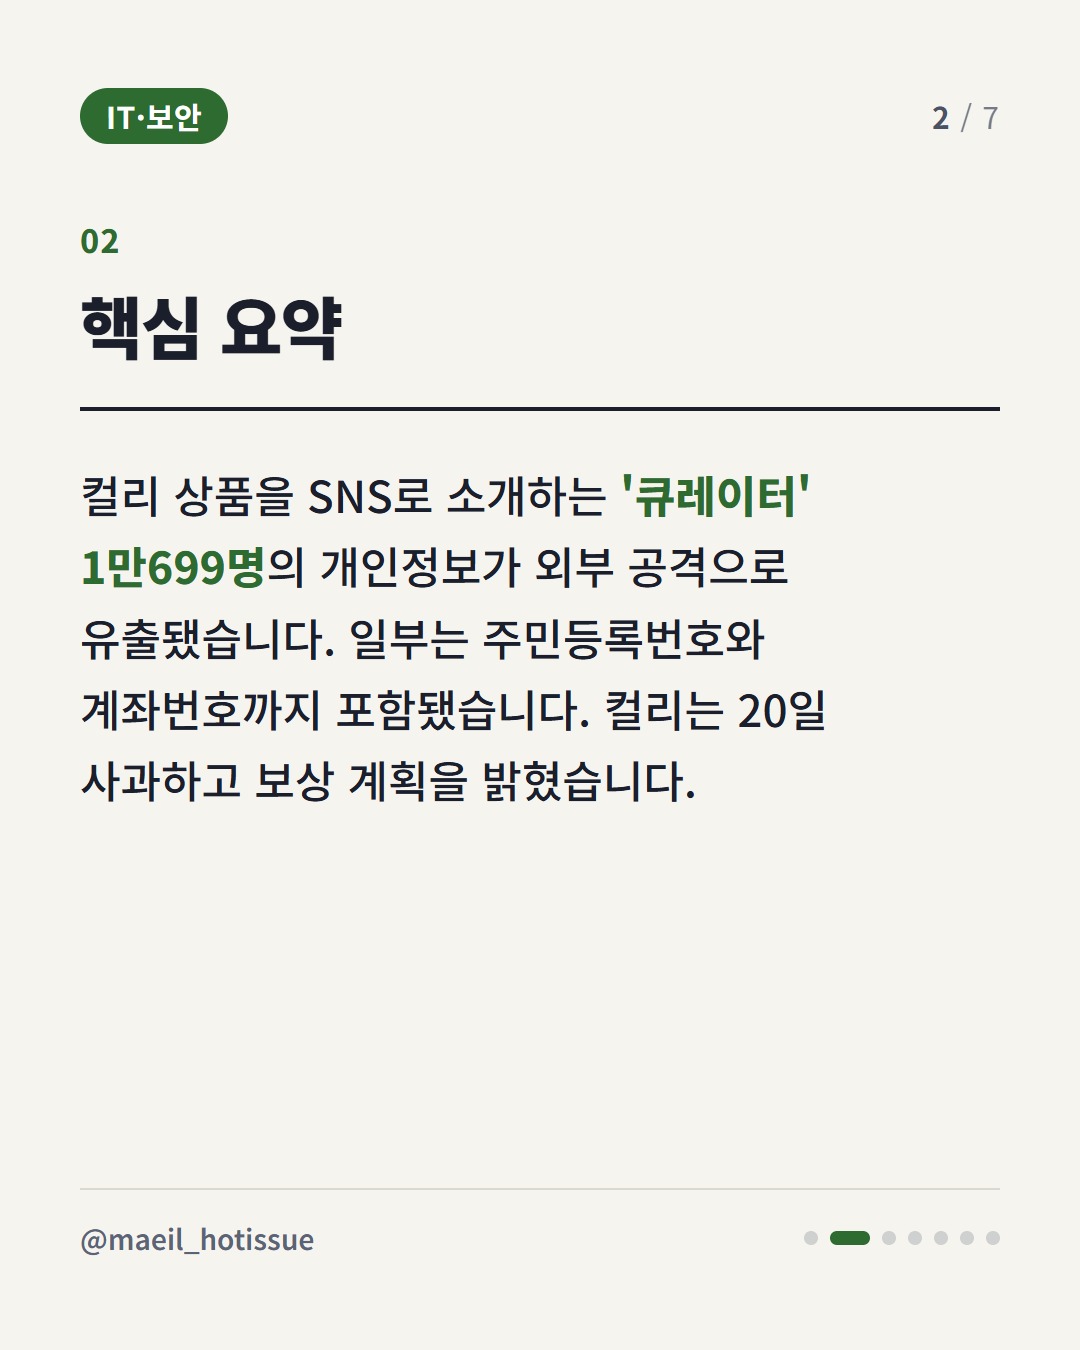 IT·보안
2 / 7
02
핵심 요약
컬리 상품을 SNS로 소개하는 '큐레이터'
1만699명의 개인정보가 외부 공격으로
유출됐습니다. 일부는 주민등록번호와
계좌번호까지 포함됐습니다. 컬리는 20일
사과하고 보상 계획을 밝혔습니다.
@maeil_hotissue